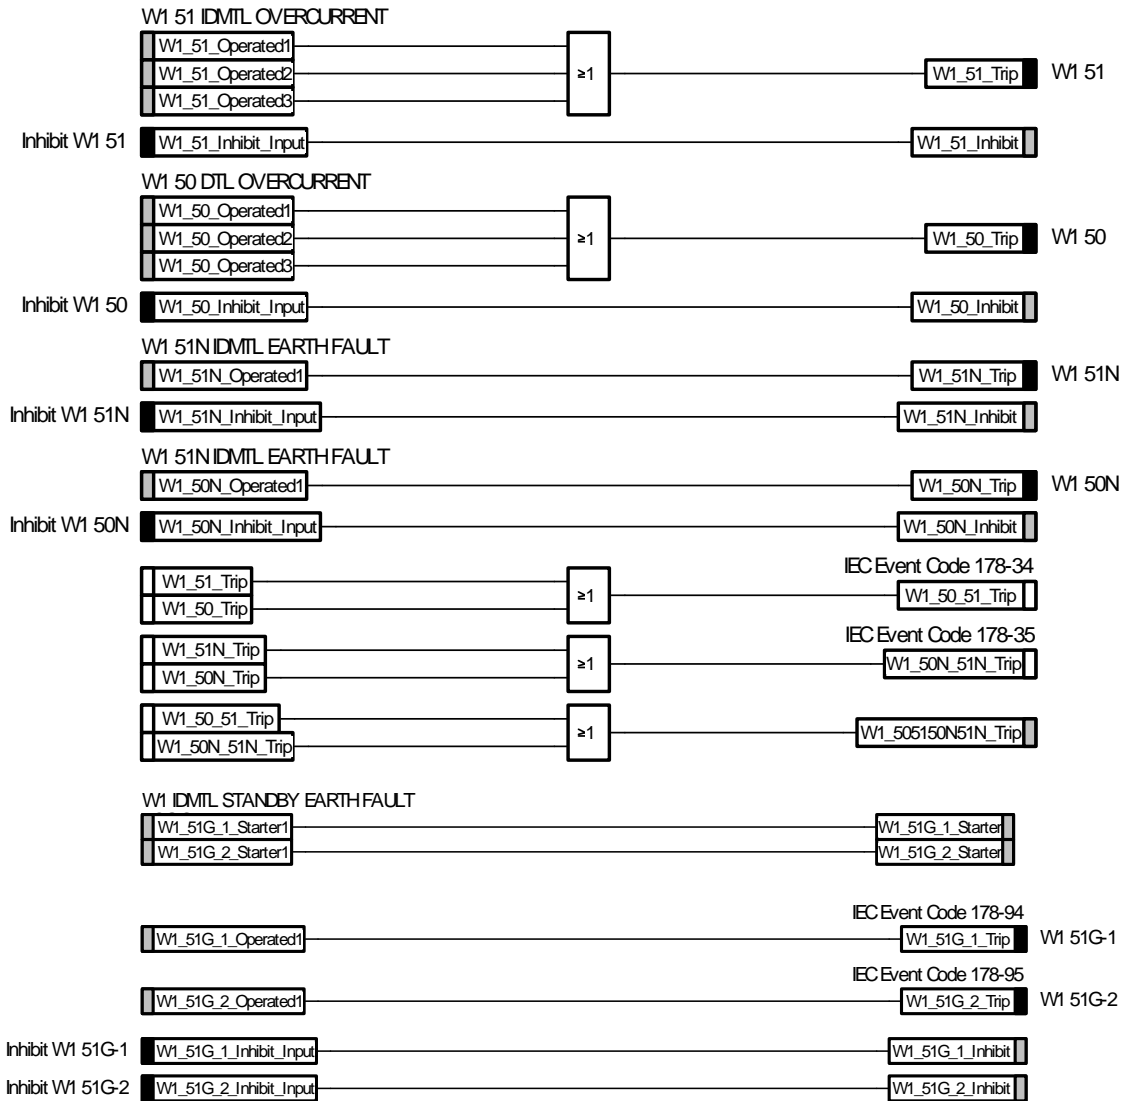 W1 51 IDMTL OVERCURRENT
W1_51_Operated1
W1_51_Operated2 ≥1 W1_51_Trip W1 51
W1_51_Operated3
Inhibit W1 51 W1_51_Inhibit_Input W1_51_Inhibit
W1 50 DTL OVERCURRENT
W1_50_Operated1
W1_50_Operated2 ≥1 W1_50_Trip W1 50
W1_50_Operated3
Inhibit W1 50 W1_50_Inhibit_Input W1_50_Inhibit
W1 51N IDMTL EARTH FAULT
W1_51N_Operated1 W1_51N_Trip W1 51N
Inhibit W1 51N W1_51N_Inhibit_Input W1_51N_Inhibit
W1 51N IDMTL EARTH FAULT
W1_50N_Operated1 W1_50N_Trip W1 50N
Inhibit W1 50N W1_50N_Inhibit_Input W1_50N_Inhibit
IEC Event Code 178-34
W1_51_Trip
≥1 W1_50_51_Trip
W1_50_Trip
IEC Event Code 178-35
W1_51N_Trip
≥1 W1_50N_51N_Trip
W1_50N_Trip
W1_50_51_Trip
≥1 W1_505150N51N_Trip
W1_50N_51N_Trip
W1 IDMTL STANDBY EARTH FAULT
W1_51G_1_Starter1 W1_51G_1_Starter
W1_51G_2_Starter1 W1_51G_2_Starter
IEC Event Code 178-94
W1_51G_1_Operated1 W1_51G_1_Trip W1 51G-1
IEC Event Code 178-95
W1_51G_2_Operated1 W1_51G_2_Trip W1 51G-2
Inhibit W1 51G-1 W1_51G_1_Inhibit_Input W1_51G_1_Inhibit
Inhibit W1 51G-2 W1_51G_2_Inhibit_Input W1_51G_2_Inhibit